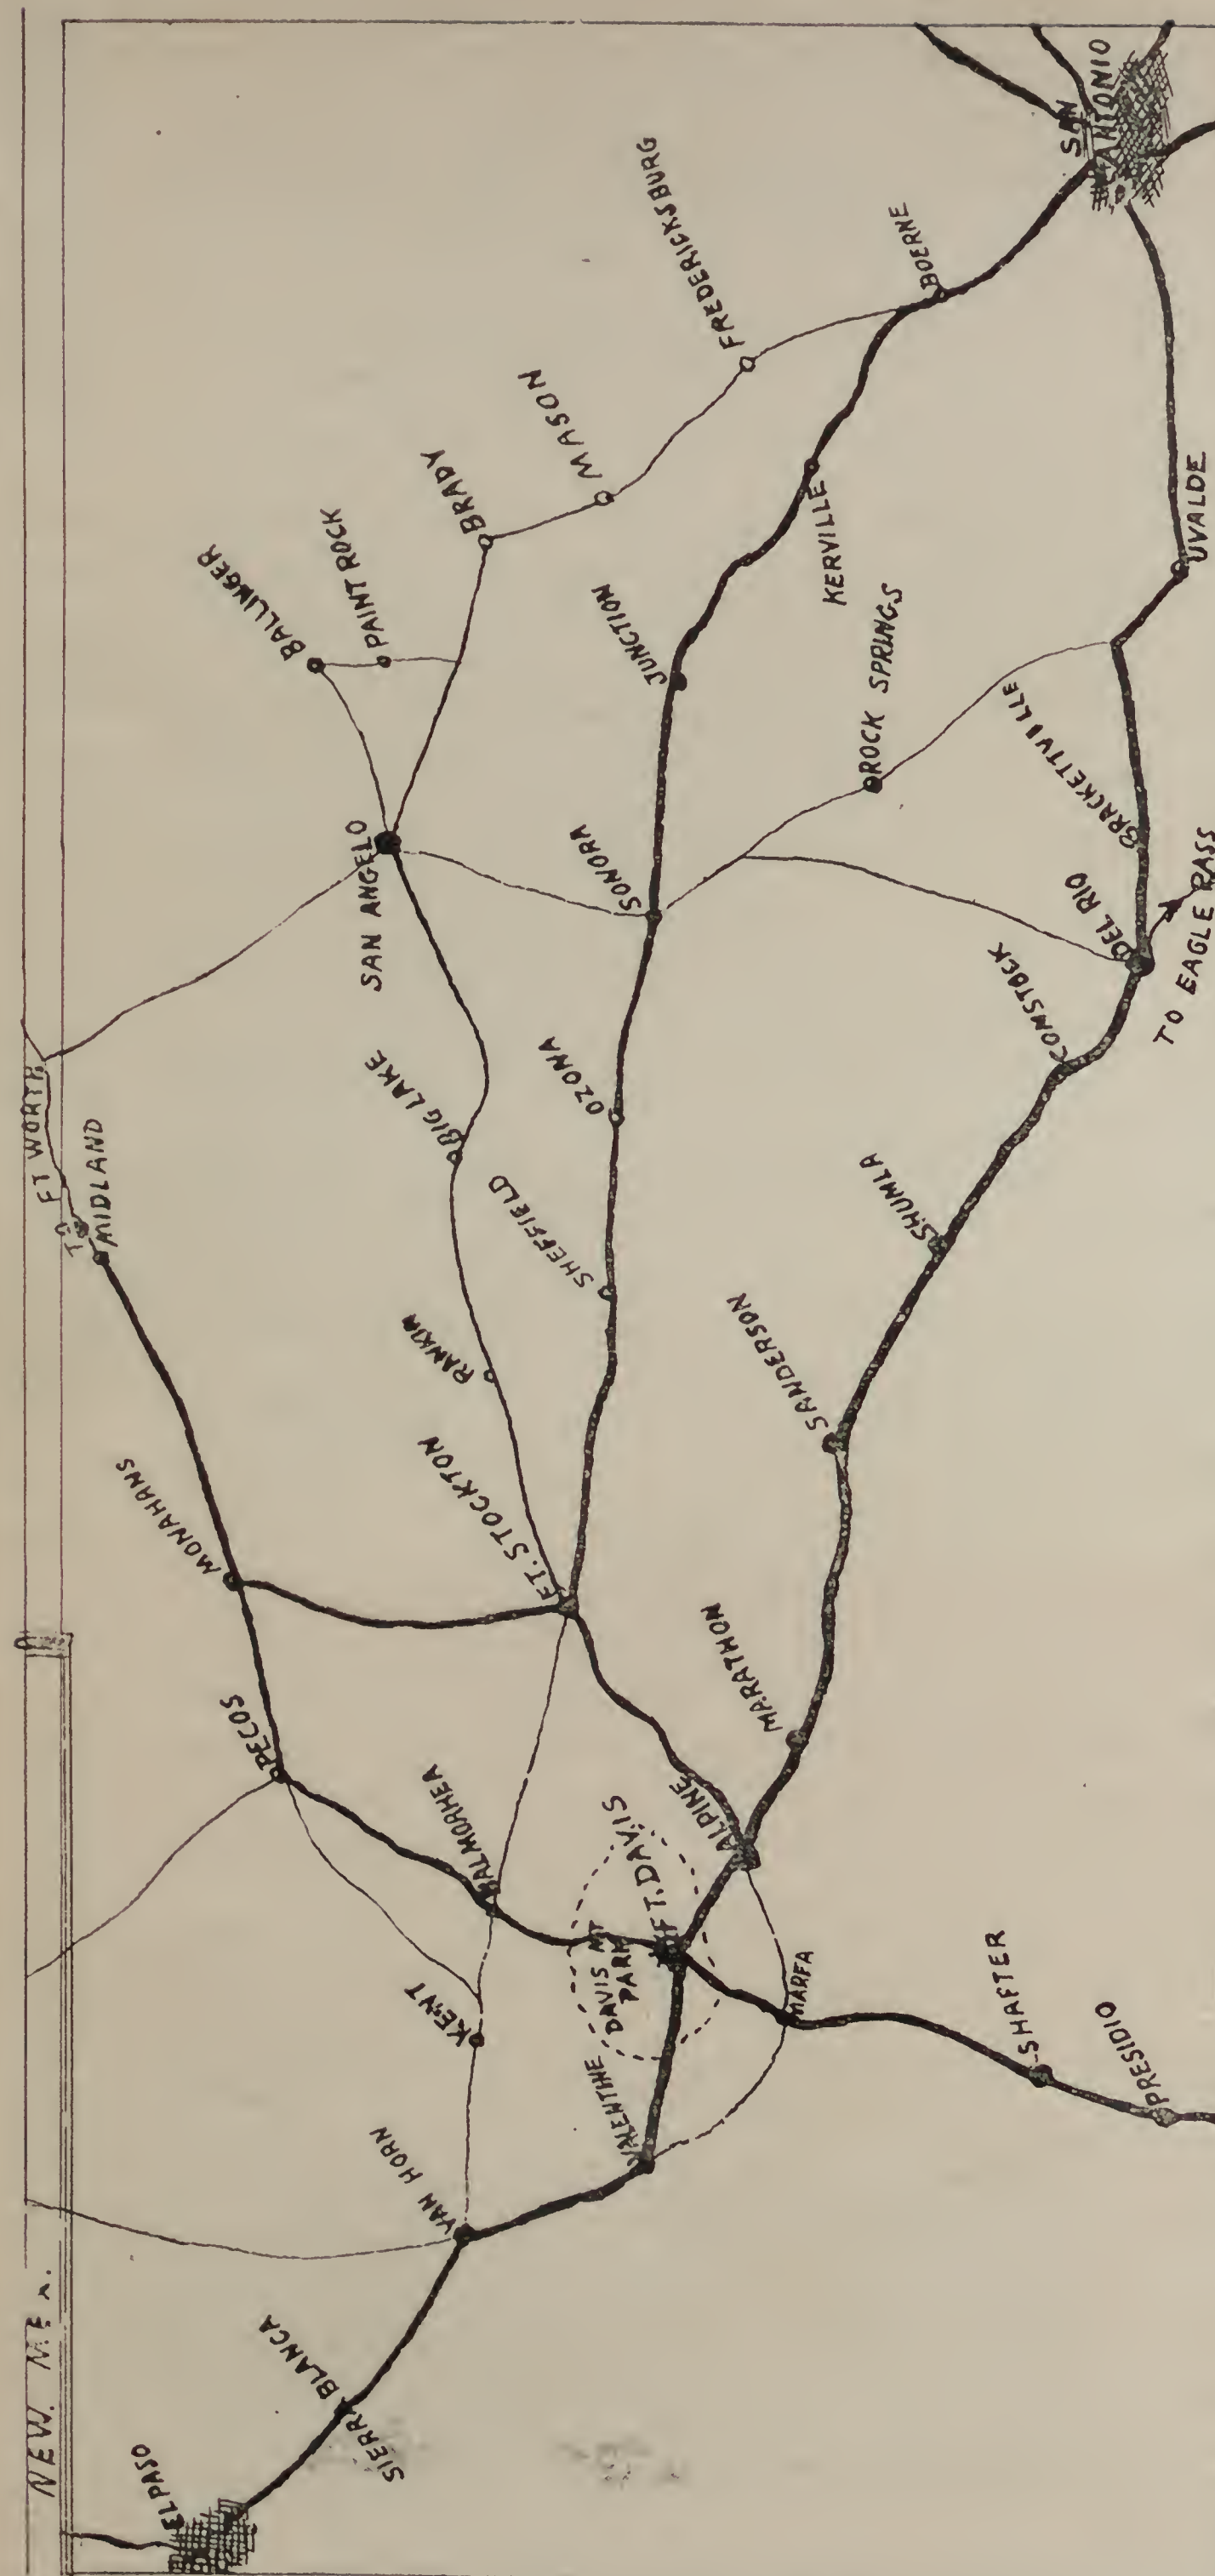 NEW. MEX.
EL PASO
SIERRA BLANCA
VAN HORN
KENT
VALENTINE
PECOS
BALMORHEA
DAVIS MT
PARK
FT. DAVIS
MARFA
SHAFTER
PRESIDIO
ALPINE
MARATHON
MONAHANS
FT. STOCKTON
MIDLAND
TO FT WORTH
RANKIN
BIG LAKE
SHEFFIELD
OZONA
SANDERSON
SHUMLA
COMSTOCK
DEL RIO
TO EAGLE PASS
BRACKETTVILLE
SAN ANGELO
SONORA
ROCK SPRINGS
BALLINGER
PAINT ROCK
BRADY
MASON
JUNCTION
KERVILLE
UVALDE
FREDERICKSBURG
BOERNE
SAN
ANTONIO